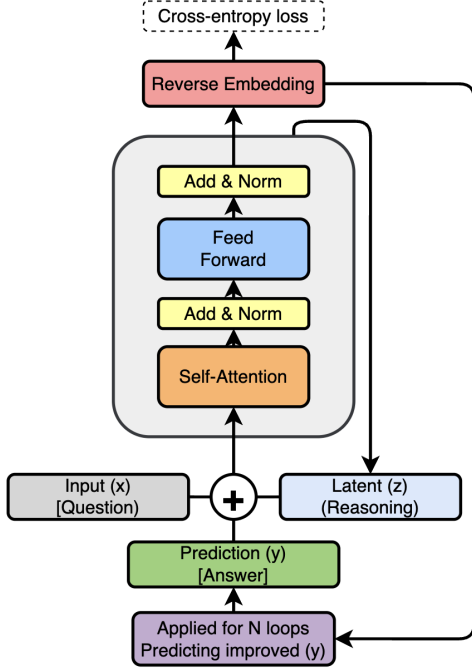 Cross-entropy loss
Reverse Embedding
Add & Norm
Feed
Forward
Add & Norm
Self-Attention
Input (x)
[Question)
+
Latent (z)
(Reasoning)
Prediction (y)
[Answer]
Applied for N loops
Predicting improved (y)